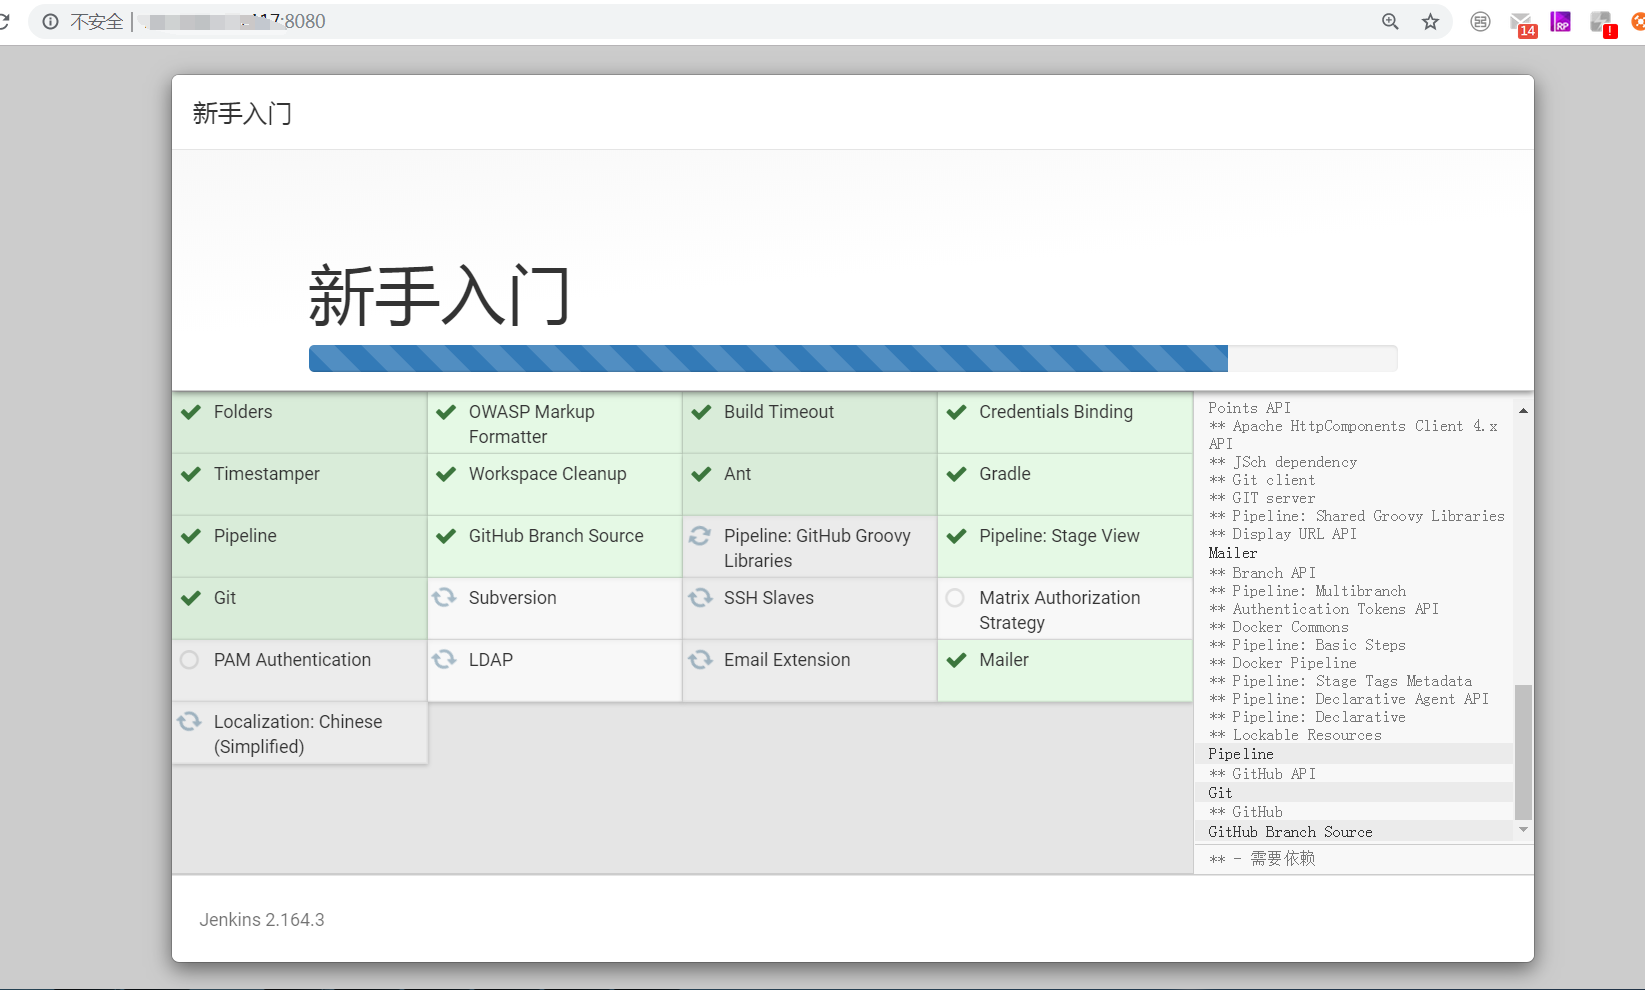 不安全
:8080
14
RP
新手入门
新手入门
Folders
OWASP Markup
Formatter
Build Timeout
Credentials Binding
Timestamper
Workspace Cleanup
Ant
Gradle
Pipeline
GitHub Branch Source
Pipeline: GitHub Groovy
Libraries
Pipeline: Stage View
Git
Subversion
SSH Slaves
Matrix Authorization
Strategy
PAM Authentication
LDAP
Email Extension
Mailer
Localization: Chinese
(Simplified)
Points API
** Apache HttpComponents Client 4.x
API
** JSch dependency
** Git client
** GIT server
** Pipeline: Shared Groovy Libraries
** Display URL API
Mailer
** Branch API
** Pipeline: Multibranch
** Authentication Tokens API
** Docker Commons
** Pipeline: Basic Steps
** Docker Pipeline
** Pipeline: Stage Tags Metadata
** Pipeline: Declarative Agent API
** Pipeline: Declarative
** Lockable Resources
Pipeline
** GitHub API
Git
** GitHub
GitHub Branch Source
** - 需要依赖
Jenkins 2.164.3